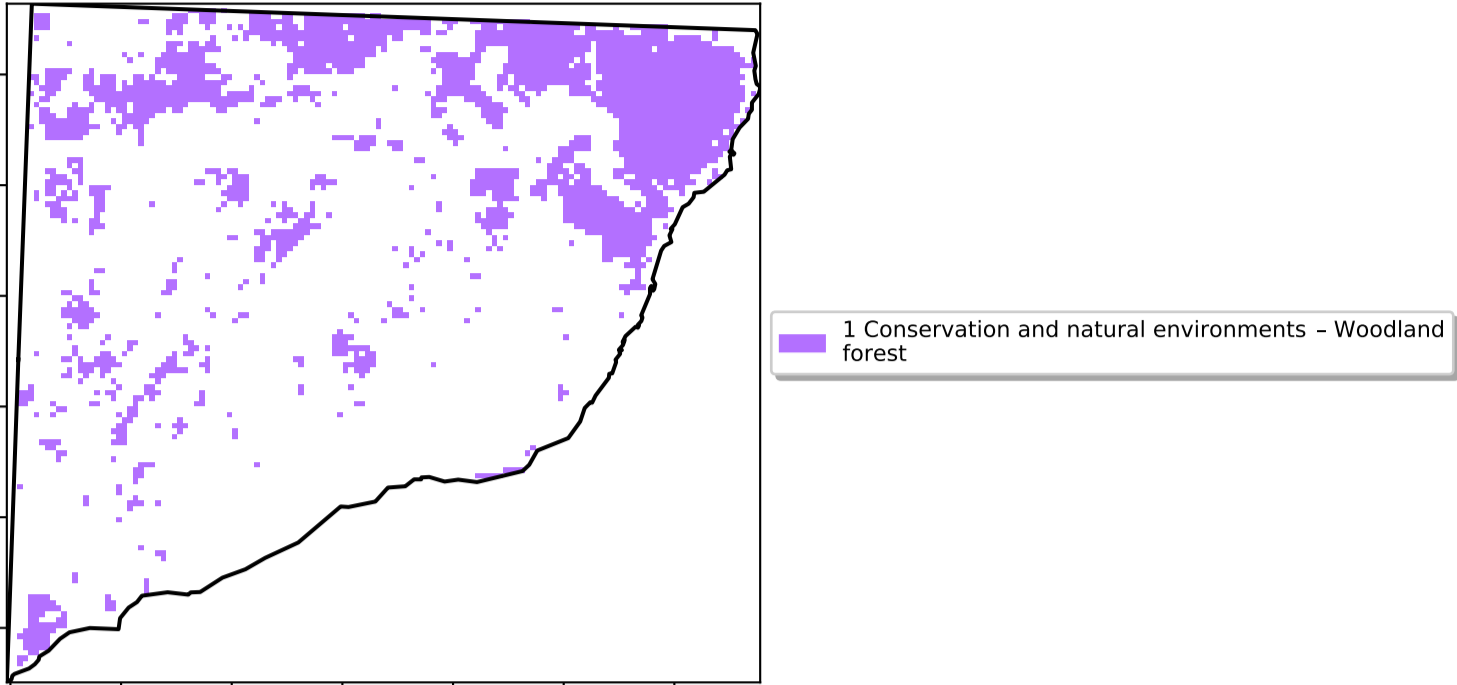 1 Conservation and natural environments – Woodland
forest